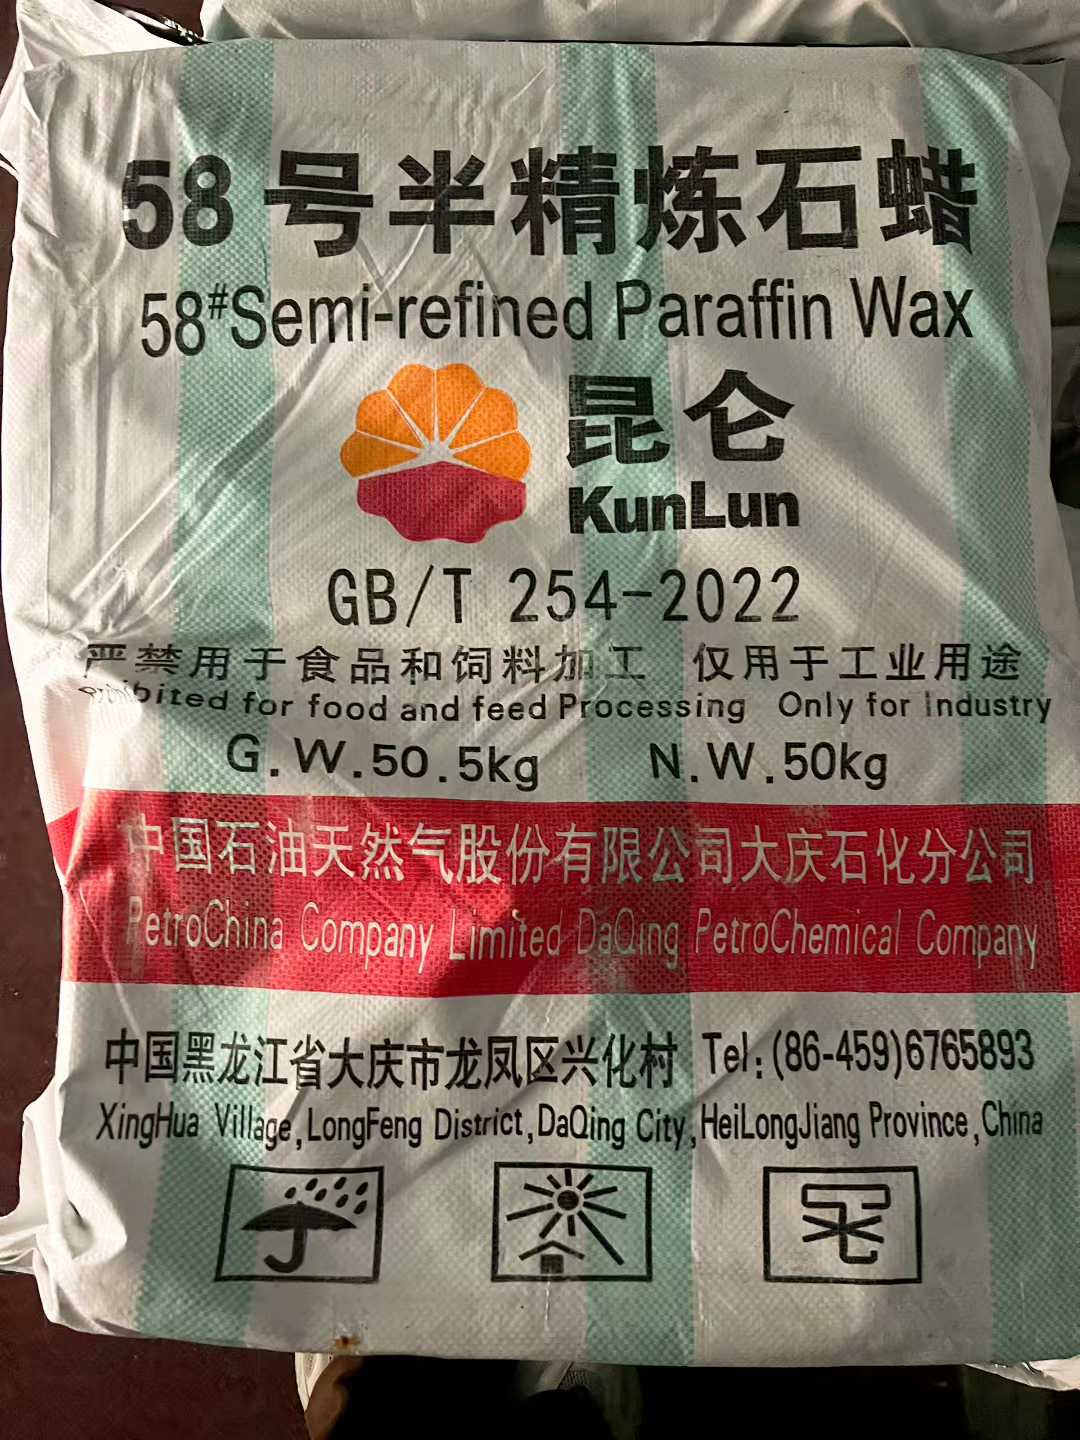 58号半精炼石蜡
58#Semi-refined Paraffin Wax
昆仑
KunLun
GB/T 254-2022
严禁用于食品和饲料加工 仅用于工业用途
for food and feed Processing Only for Industry
G.W.50.5kg N.W.50kg
中国石油天然气股份有限公司大庆石化分公司
PetroChina Company Limited DaQing PetroChemical Company
中国黑龙江省大庆市龙凤区兴化村 Tel:(86-459)6765893
XingHua Village,LongFeng District,DaQing City,HeiLongJiang Province,China